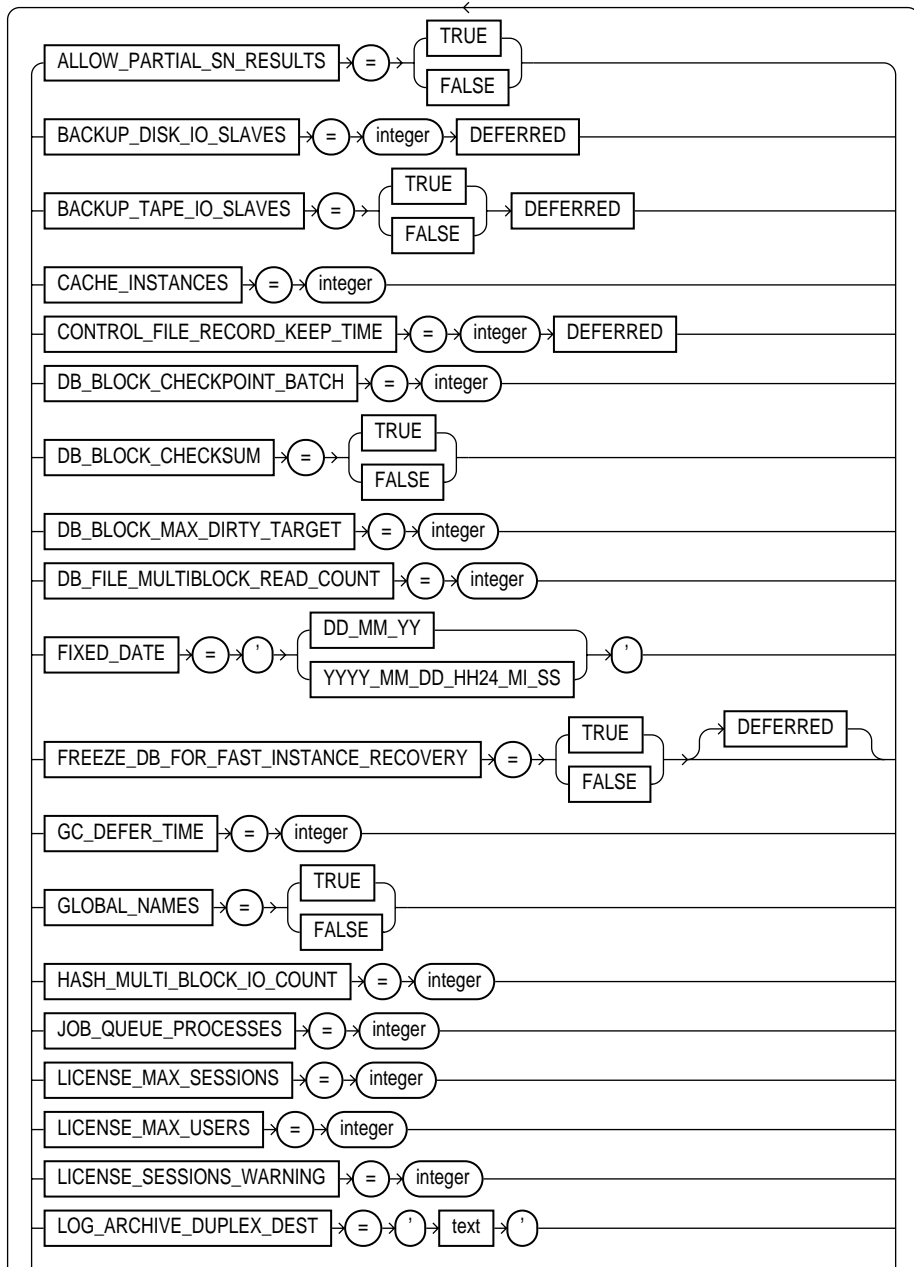 TRUE
ALLOW_PARTIAL_SN_RESULTS =
FALSE
BACKUP_DISK_IO_SLAVES = integer DEFERRED
TRUE
BACKUP_TAPE_IO_SLAVES = DEFERRED
FALSE
CACHE_INSTANCES = integer
CONTROL_FILE_RECORD_KEEP_TIME = integer DEFERRED
DB_BLOCK_CHECKPOINT_BATCH = integer
TRUE
DB_BLOCK_CHECKSUM =
FALSE
DB_BLOCK_MAX_DIRTY_TARGET = integer
DB_FILE_MULTIBLOCK_READ_COUNT = integer
DD_MM_YY
FIXED_DATE = ’ ’
YYYY_MM_DD_HH24_MI_SS
TRUE DEFERRED
FREEZE_DB_FOR_FAST_INSTANCE_RECOVERY =
FALSE
GC_DEFER_TIME = integer
TRUE
GLOBAL_NAMES =
FALSE
HASH_MULTI_BLOCK_IO_COUNT = integer
JOB_QUEUE_PROCESSES = integer
LICENSE_MAX_SESSIONS = integer
LICENSE_MAX_USERS = integer
LICENSE_SESSIONS_WARNING = integer
LOG_ARCHIVE_DUPLEX_DEST = ’ text ’